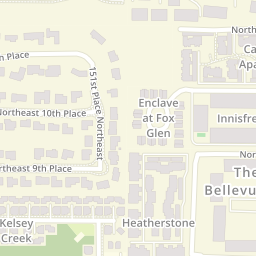 North
Ca
Apa
h Place
151st Place Northeast
Enclave
at Fox
Glen
Northeast 10th Place
Innisfre
Nor
The
Bellevu
rtheast 9th Place
Kelsey
Creek
Heatherstone